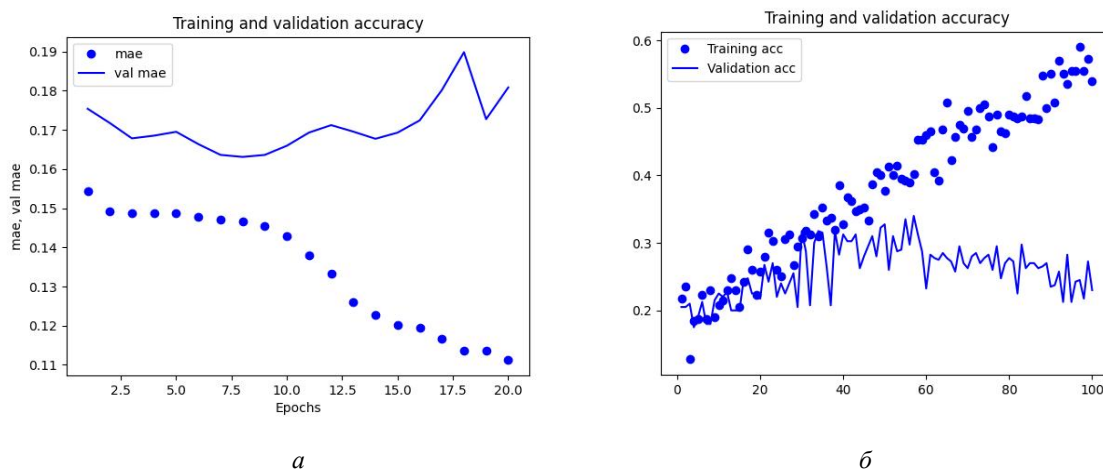 Training and validation accuracy
0.19
0.18
0.17
0.16
0.15
0.14
0.13
0.12
0.11
mae, val mae
mae
val mae
2.5 5.0 7.5 10.0 12.5 15.0 17.5 20.0
Epochs
а
Training and validation accuracy
0.6
0.5
0.4
0.3
0.2
Training acc
Validation acc
0 20 40 60 80 100
б